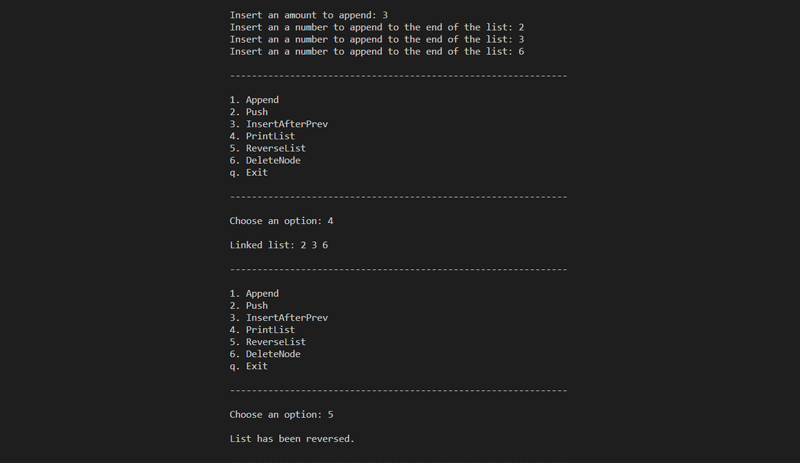 Insert an amount to append: 3
Insert an a number to append to the end of the list: 2
Insert an a number to append to the end of the list: 3
Insert an a number to append to the end of the list: 6
--------------------------------------------------------------
1. Append
2. Push
3. InsertAfterPrev
4. PrintList
5. ReverseList
6. DeleteNode
q. Exit
--------------------------------------------------------------
Choose an option: 4
Linked list: 2 3 6
--------------------------------------------------------------
1. Append
2. Push
3. InsertAfterPrev
4. PrintList
5. ReverseList
6. DeleteNode
q. Exit
--------------------------------------------------------------
Choose an option: 5
List has been reversed.